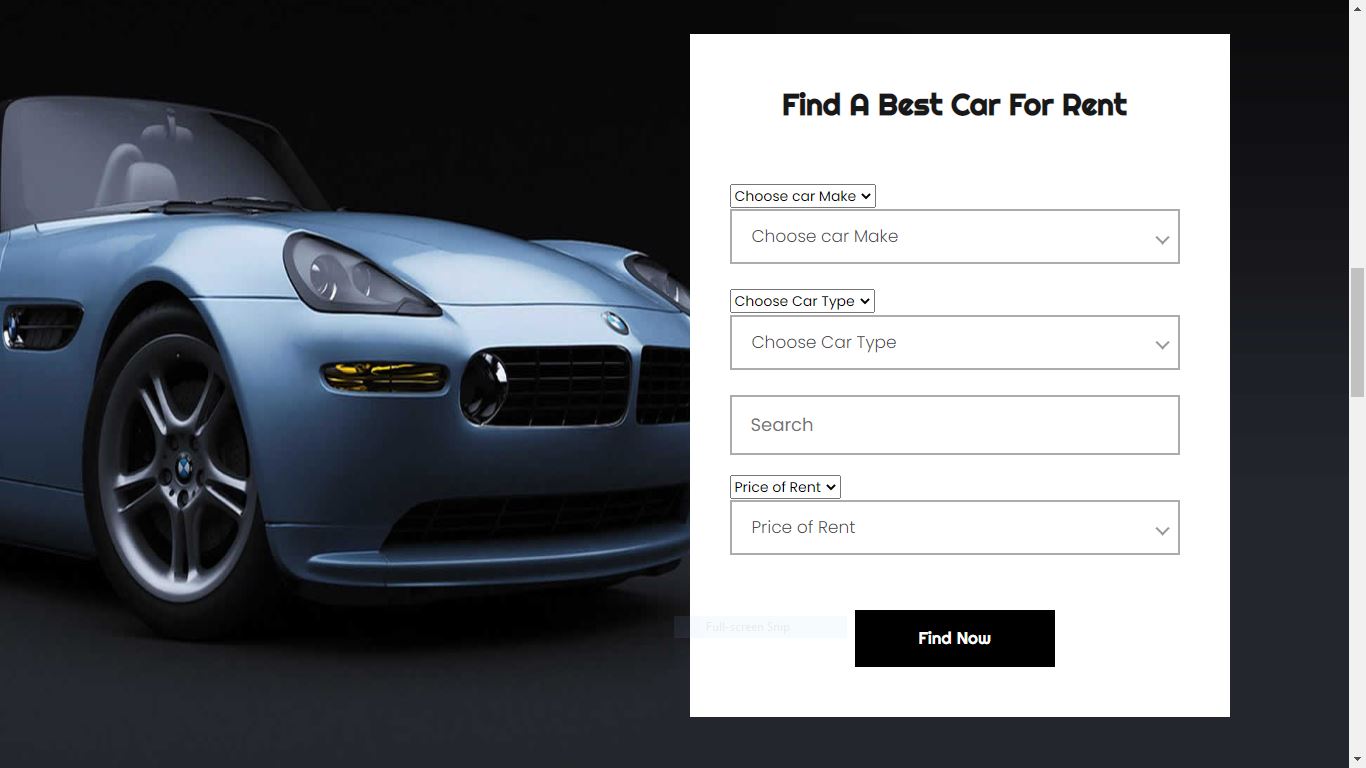 Find A Best Car For Rent
Choose car Make
Choose car Make
Choose Car Type
Choose Car Type
Search
Price of Rent
Price of Rent
Full-screen Snip
Find Now